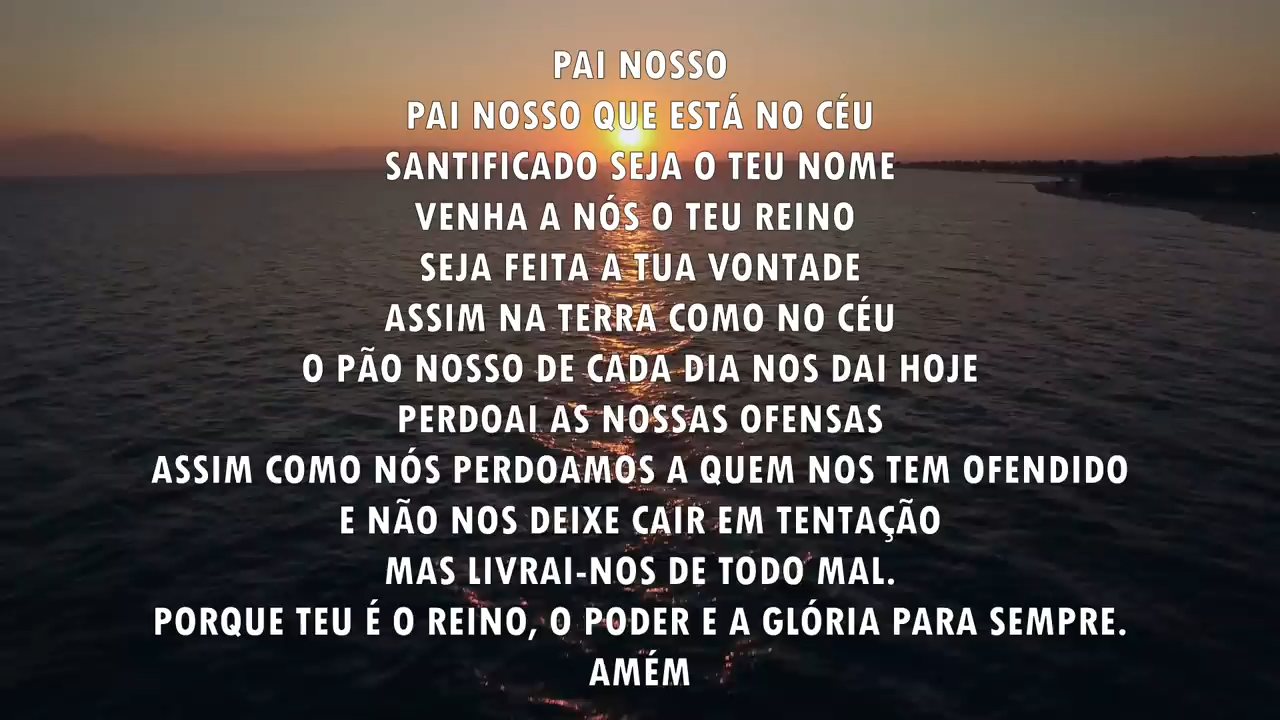 PAI NOSSO
PAI NOSSO QUE ESTÁ NO CÉU
SANTIFICADO SEJA O TEU NOME
VENHA A NÓS O TEU REINO
SEJA FEITA A TUA VONTADE
ASSIM NA TERRA COMO NO CÉU
O PÃO NOSSO DE CADA DIA NOS DAI HOJE
PERDOAI AS NOSSAS OFENSAS
ASSIM COMO NÓS PERDOAMOS A QUEM NOS TEM OFENDIDO
E NÃO NOS DEIXE CAIR EM TENTAÇÃO
MAS LIVRAI-NOS DE TODO MAL.
PORQUE TEU É O REINO, O PODER E A GLÓRIA PARA SEMPRE.
AMÉM